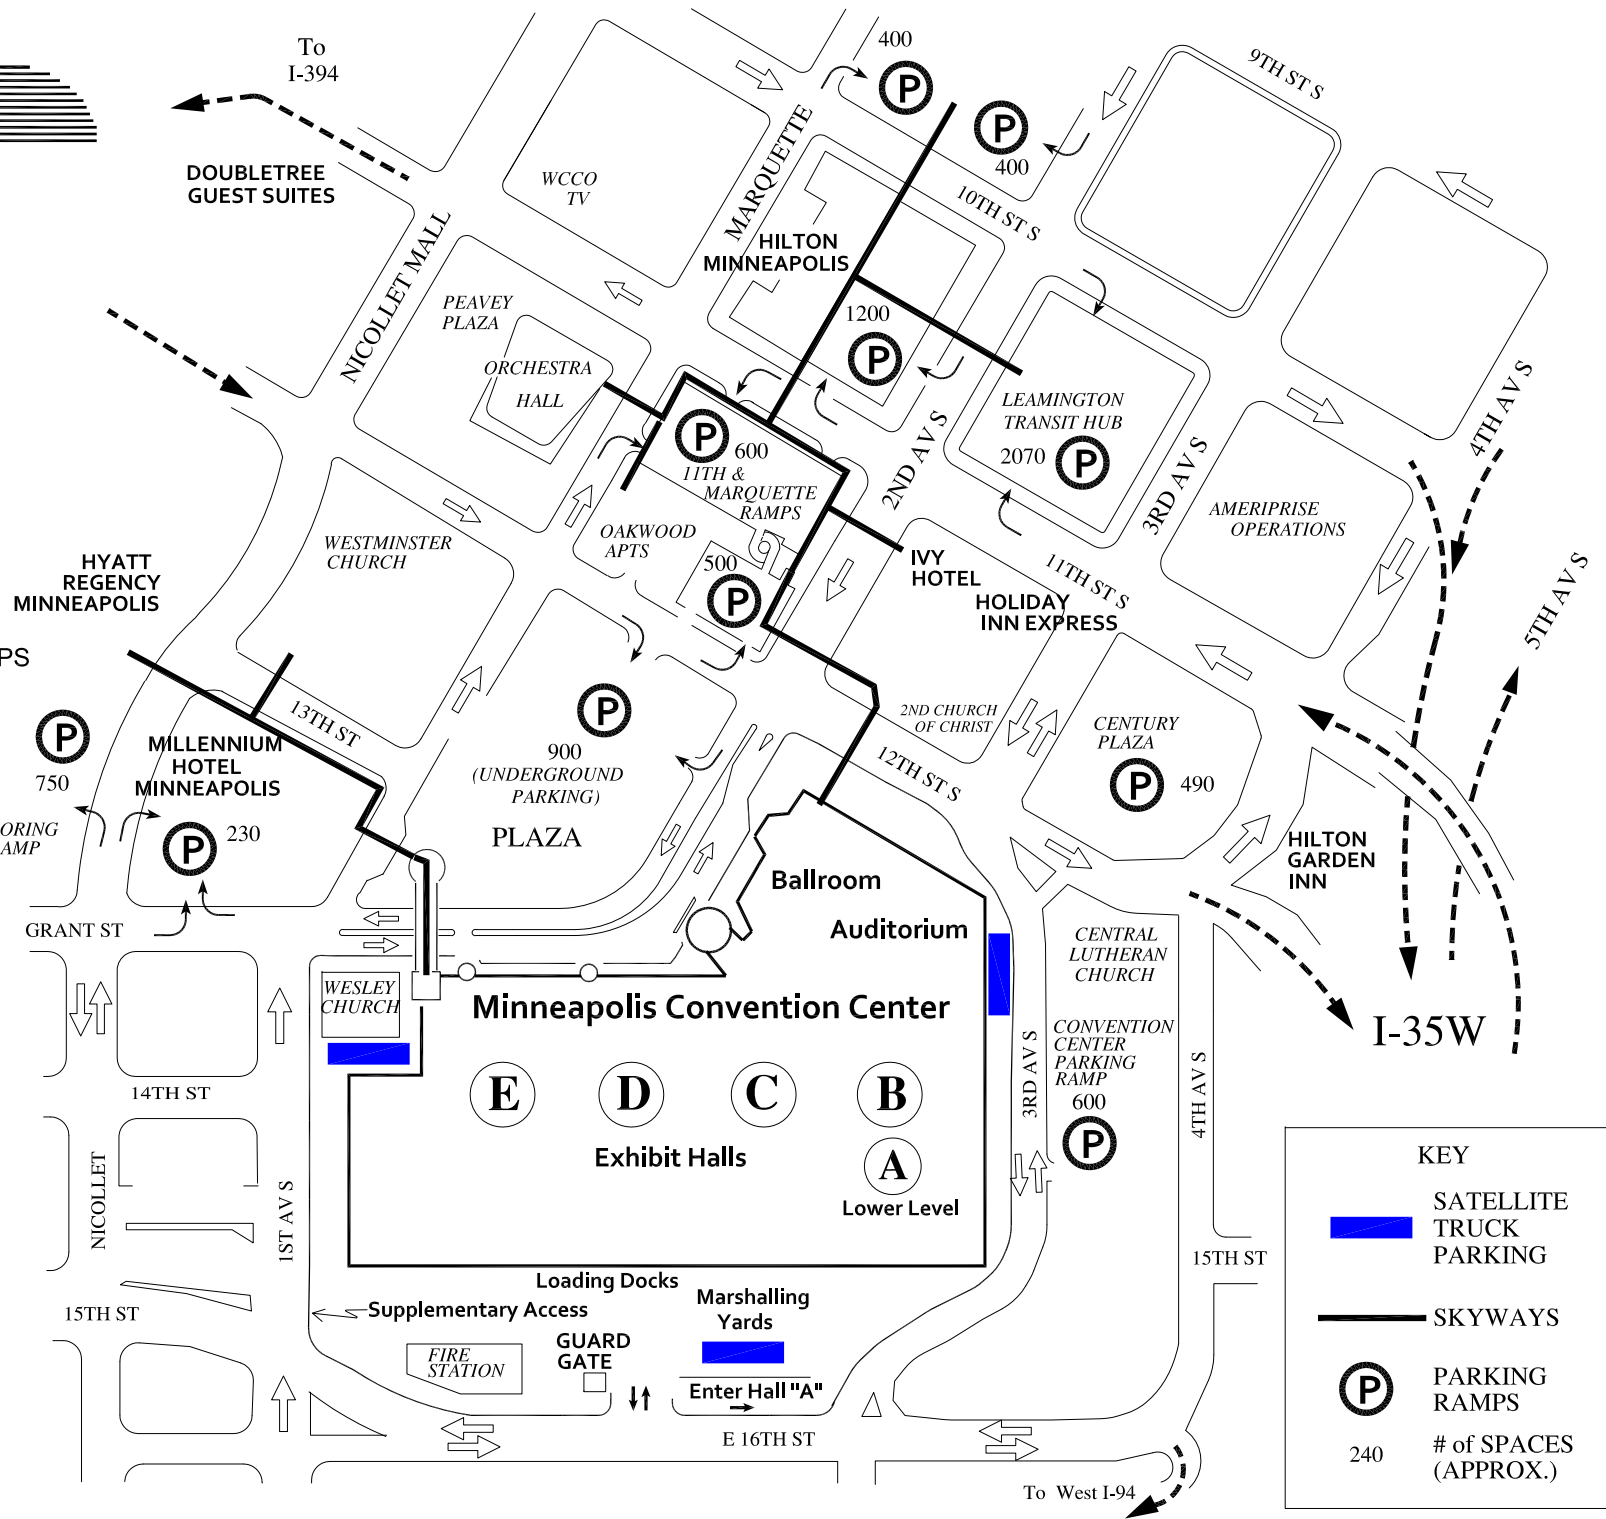 To
I-394
400
P
9TH ST S
P
400
DOUBLETREE
GUEST SUITES
WCCO
TV
MARQUETTE
10TH ST S
NICOLLET MALL
HILTON
MINNEAPOLIS
PEAVEY
PLAZA
1200
P
ORCHESTRA
HALL
LEAMINGTON
TRANSIT HUB
2070 P
4TH AV S
P 600
11TH &
MARQUETTE
RAMPS
2ND AV S
3RD AV S
AMERIPRISE
OPERATIONS
WESTMINSTER
CHURCH
OAKWOOD
APTS
500
P
HYATT
REGENCY
MINNEAPOLIS
IVY
HOTEL
11TH ST S
HOLIDAY
INN EXPRESS
5TH AV S
PS
P
750
13TH ST
P
900
(UNDERGROUND
PARKING)
PLAZA
2ND CHURCH
OF CHRIST
CENTURY
PLAZA
P 490
12TH ST S
MILLENNIUM
HOTEL
MINNEAPOLIS
ORING
AMP
P 230
HILTON
GARDEN
INN
Ballroom
Auditorium
GRANT ST
CENTRAL
LUTHERAN
CHURCH
WESLEY
CHURCH
Minneapolis Convention Center
I-35W
CONVENTION
CENTER
PARKING
RAMP
600
P
3RD AV S
4TH AV S
14TH ST
E D C B
Exhibit Halls
A
Lower Level
NICOLLET
1ST AV S
15TH ST
15TH ST
Loading Docks
Supplementary Access
Marshalling
Yards
GUARD
GATE
FIRE
STATION
Enter Hall "A"
E 16TH ST
To West I-94
KEY
SATELLITE
TRUCK
PARKING
SKYWAYS
P PARKING
RAMPS
240 # of SPACES
(APPROX.)